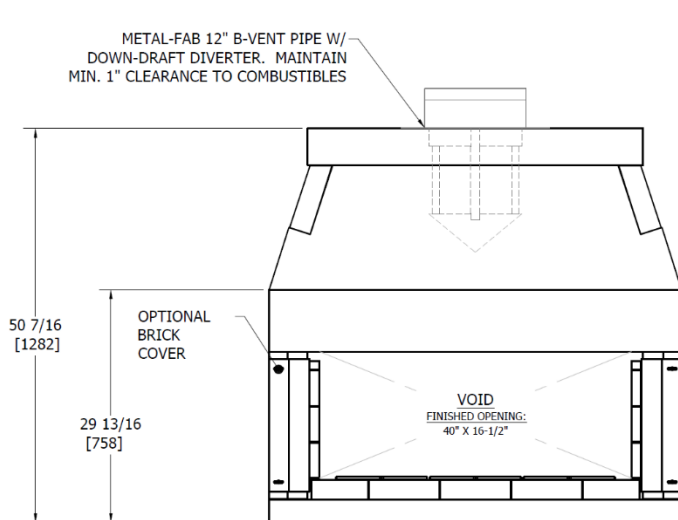 METAL-FAB 12" B-VENT PIPE W/
DOWN-DRAFT DIVERTER. MAINTAIN
MIN. 1" CLEARANCE TO COMBUSTIBLES
50 7/16
[1282]
OPTIONAL
BRICK
COVER
29 13/16
[758]
VOID
FINISHED OPENING:
40" X 16-1/2"